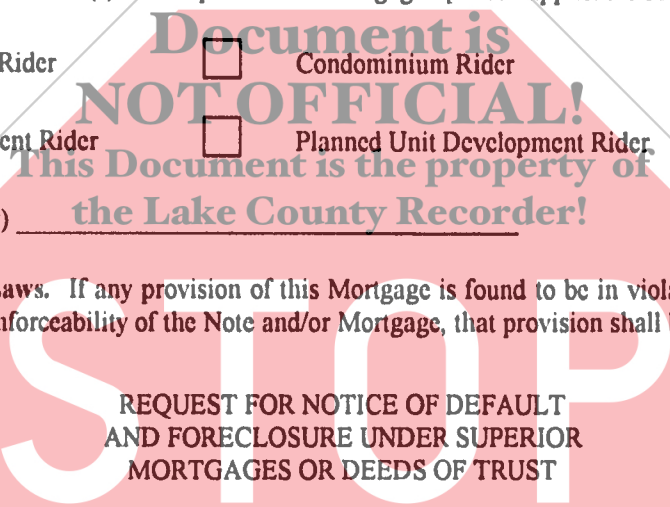 Document is
Rider Condominium Rider
NOT OFFICIAL!
ent Rider Planned Unit Development Rider
This Document is the property of
the Lake County Recorder!
)
aws. If any provision of this Mortgage is found to be in viola
nforceability of the Note and/or Mortgage, that provision shall
STOP
REQUEST FOR NOTICE OF DEFAULT
AND FORECLOSURE UNDER SUPERIOR
MORTGAGES OR DEEDS OF TRUST